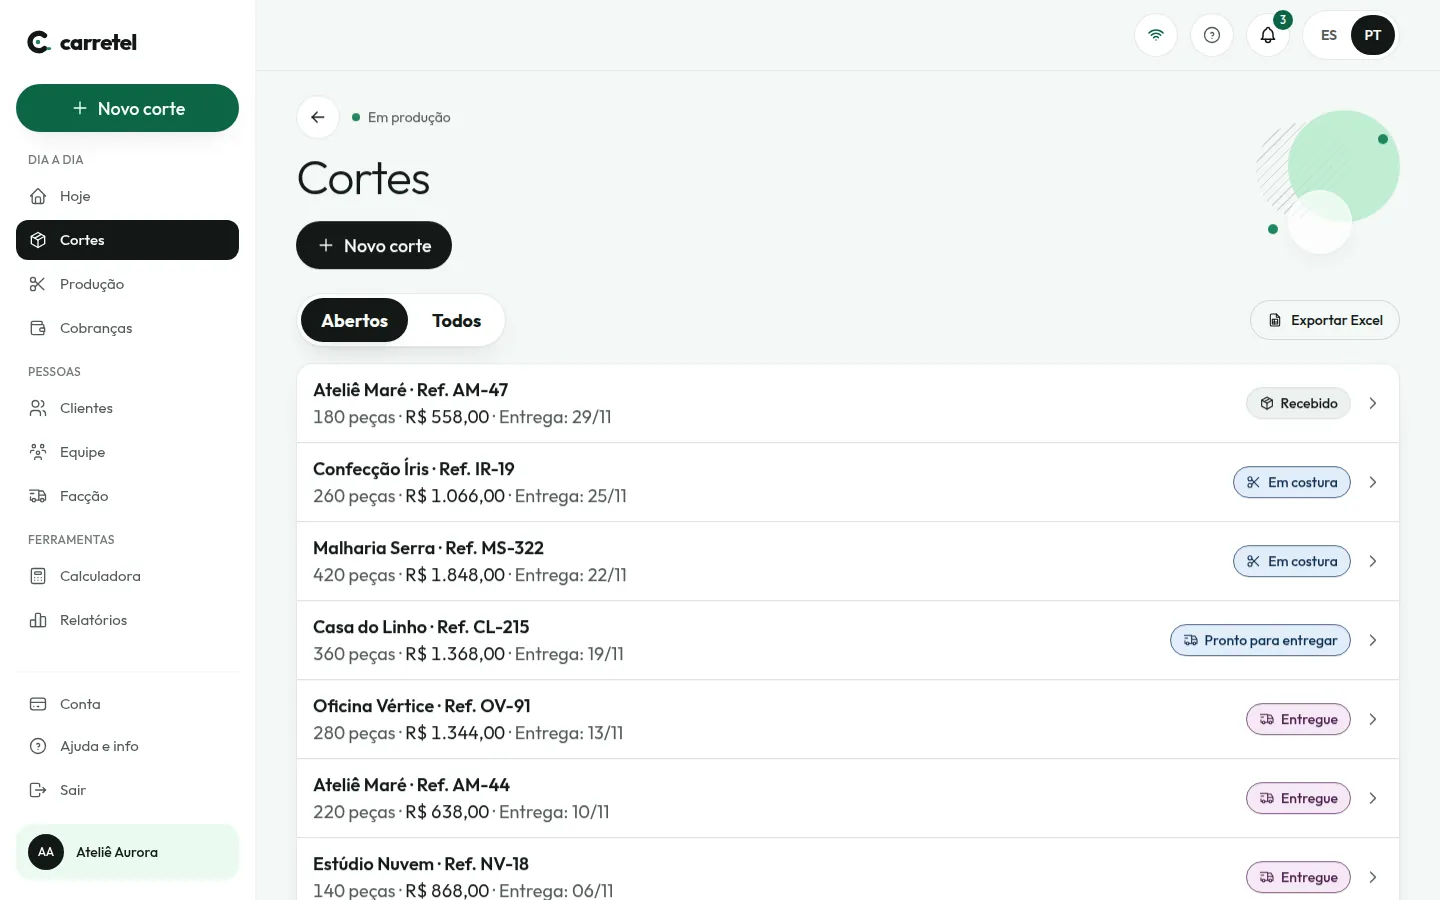 carretel
3
ES
PT
Novo corte
DIA A DIA
Hoje
Cortes
Produção
Cobranças
PESSOAS
Clientes
Equipe
Facção
FERRAMENTAS
Calculadora
Relatórios
Conta
Ajuda e info
Sair
AA
Ateliê Aurora
Em produção
Cortes
Novo corte
Abertos
Todos
Exportar Excel
Ateliê Maré · Ref. AM-47
180 peças · R$ 558,00 · Entrega: 29/11
Recebido
Confecção Íris · Ref. IR-19
260 peças · R$ 1.066,00 · Entrega: 25/11
Em costura
Malharia Serra · Ref. MS-322
420 peças · R$ 1.848,00 · Entrega: 22/11
Em costura
Casa do Linho · Ref. CL-215
360 peças · R$ 1.368,00 · Entrega: 19/11
Pronto para entregar
Oficina Vértice · Ref. OV-91
280 peças · R$ 1.344,00 · Entrega: 13/11
Entregue
Ateliê Maré · Ref. AM-44
220 peças · R$ 638,00 · Entrega: 10/11
Entregue
Estúdio Nuvem · Ref. NV-18
140 peças · R$ 868,00 · Entrega: 06/11
Entregue